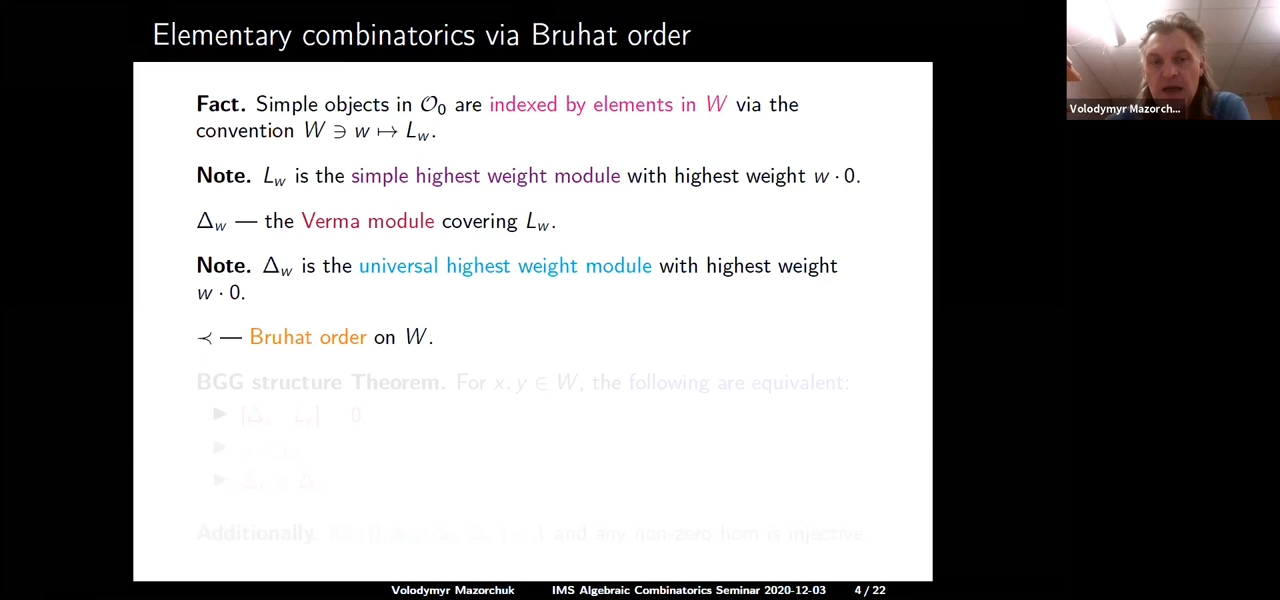 Elementary combinatorics via Bruhat order
Fact. Simple objects in 𝒪₀ are indexed by elements in W via the
convention W ∋ w ↦ L_w.
Note. L_w is the simple highest weight module with highest weight w · 0.
Δ_w — the Verma module covering L_w.
Note. Δ_w is the universal highest weight module with highest weight
w · 0.
≺ — Bruhat order on W.
BGG structure Theorem. For x, y ∈ W, the following are equivalent:
Additionally and any non-zero hom is injective
Volodymyr Mazorchuk IMS Algebraic Combinatorics Seminar 2020-12-03 4 / 22
Volodymyr Mazorch...